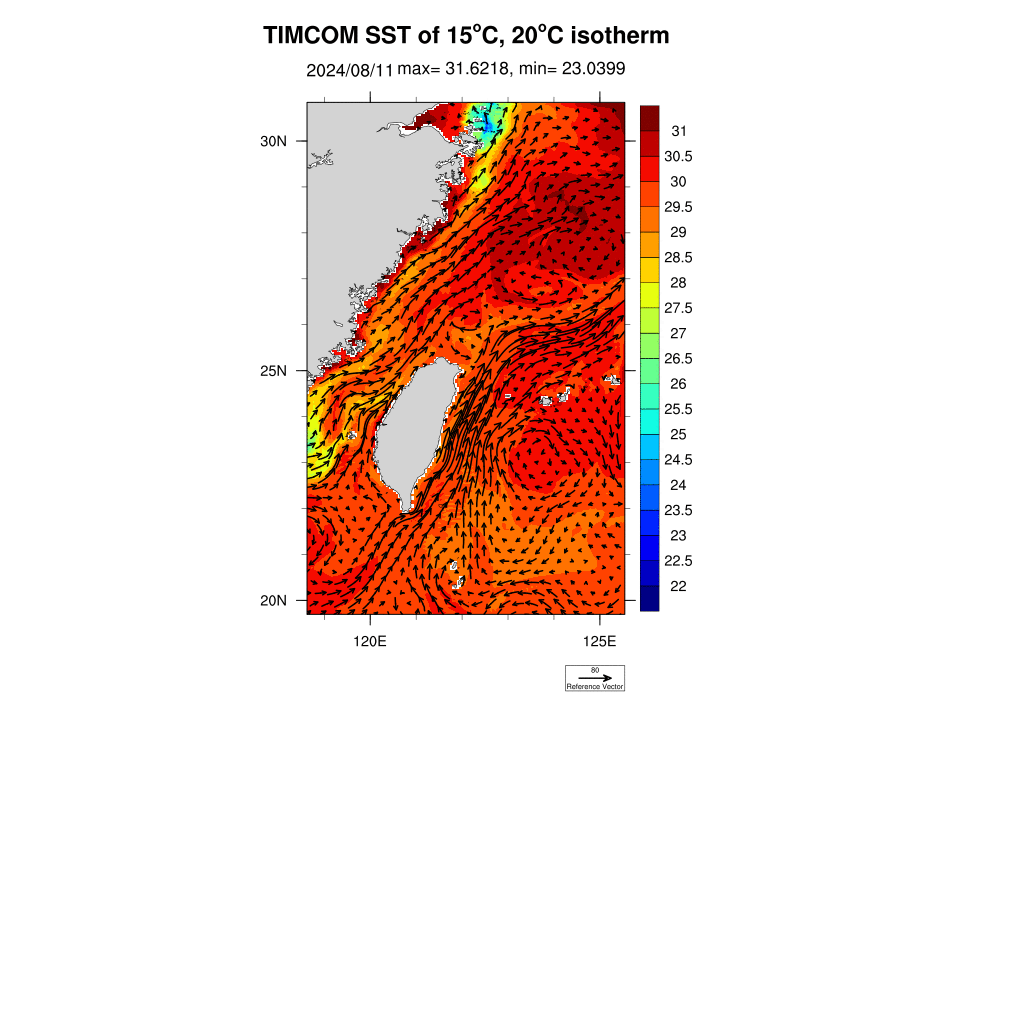 TIMCOM SST of 15°C, 20°C isotherm
2024/08/11 max= 31.6218, min= 23.0399
30N
25N
20N
120E
125E
31
30.5
30
29.5
29
28.5
28
27.5
27
26.5
26
25.5
25
24.5
24
23.5
23
22.5
22
80
Reference Vector